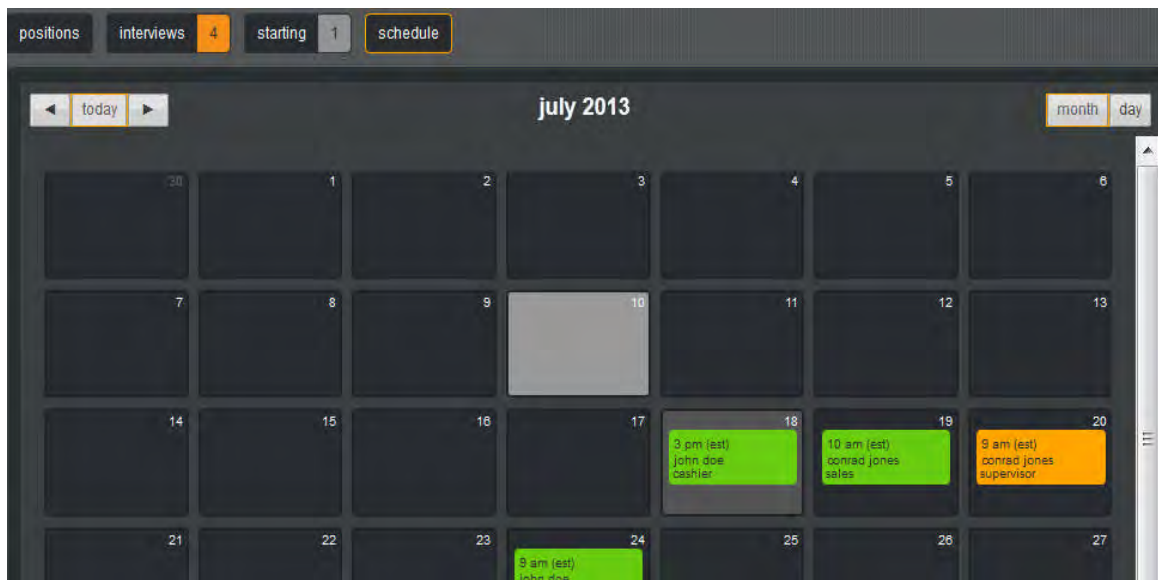 positions interviews 4 starting 1 schedule
◄ today ► july 2013 month day
30 1 2 3 4 5 6
7 8 9 10 11 12 13
14 15 16 17 18 19 20
3 pm (est) 10 am (est) 9 am (est)
john doe conrad jones conrad jones
cashier sales supervisor
21 22 23 24 25 26 27
9 am (est)
john doe